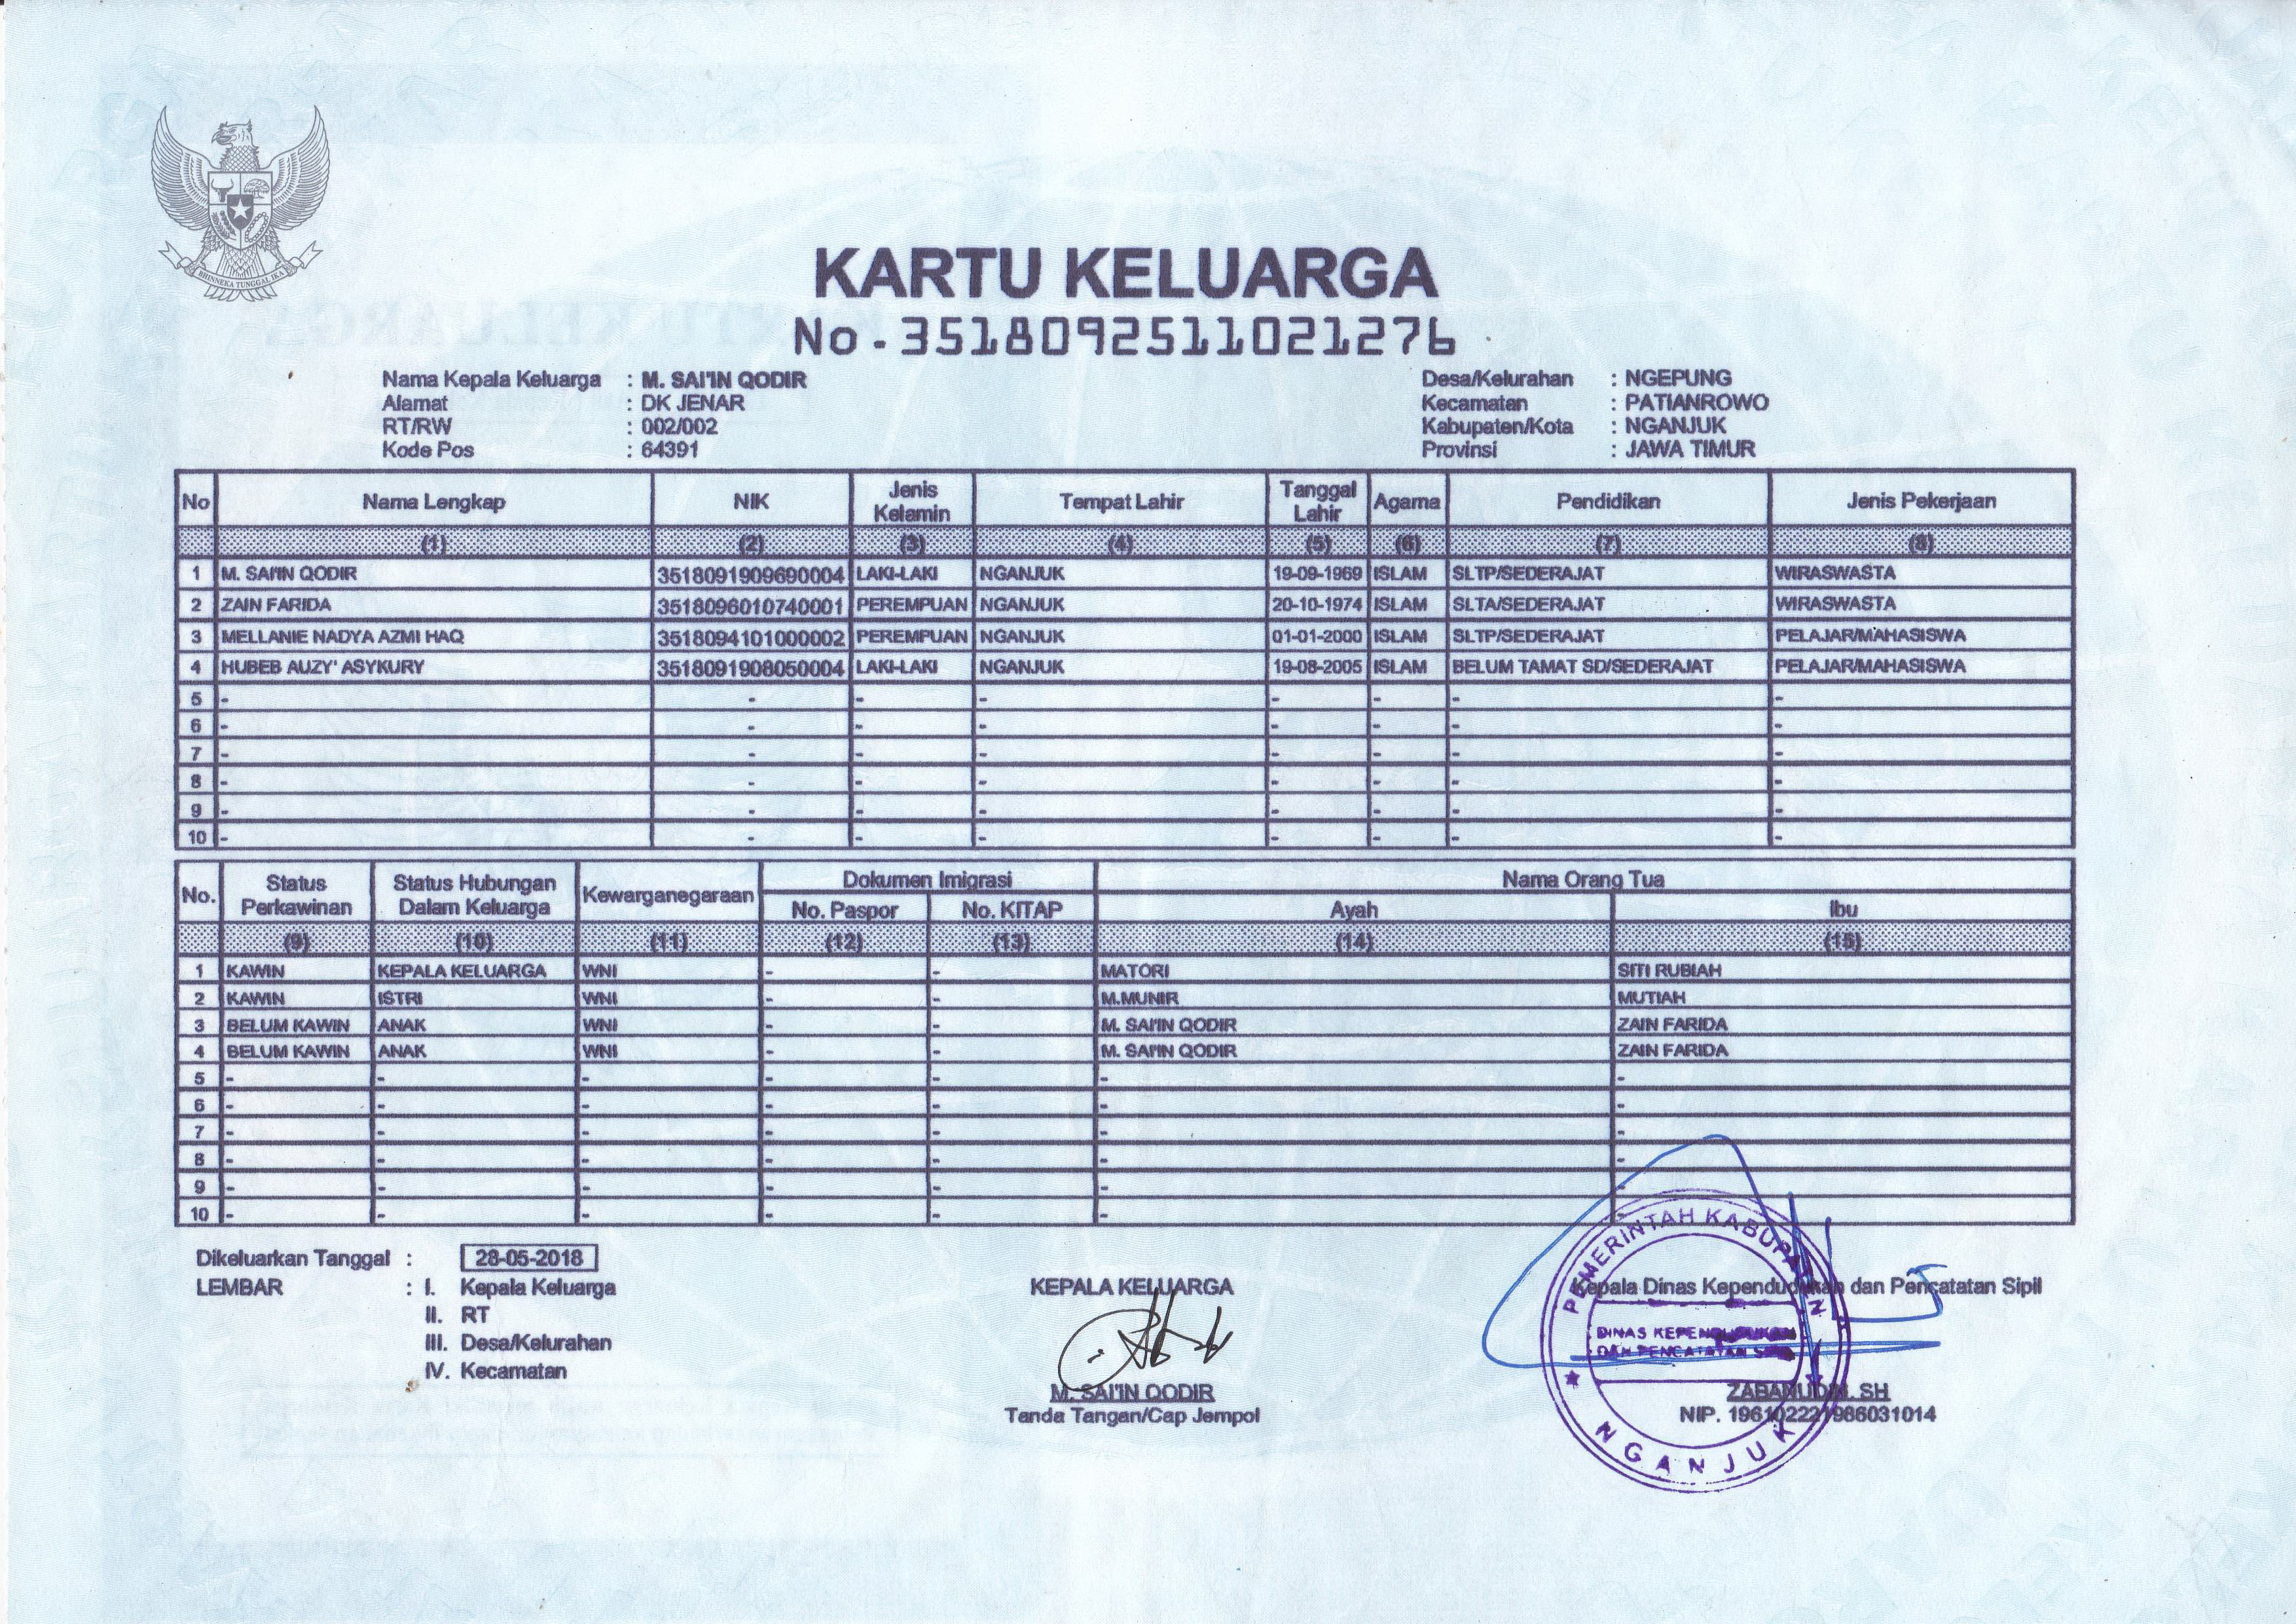 BHINNEKA TUNGGAL IKA
KARTU KELUARGA
No. 3518092511021276
Nama Kepala Keluarga : M. SAI'IN QODIR
Alamat : DK JENAR
RT/RW : 002/002
Kode Pos : 64391
Desa/Kelurahan : NGEPUNG
Kecamatan : PATIANROWO
Kabupaten/Kota : NGANJUK
Provinsi : JAWA TIMUR
No Nama Lengkap NIK Jenis Kelamin Tempat Lahir Tanggal Lahir Agama Pendidikan Jenis Pekerjaan
(1) (2) (3) (4) (5) (6) (7) (8)
1 M. SAI'IN QODIR 3518091909690004 LAKI-LAKI NGANJUK 19-09-1969 ISLAM SLTP/SEDERAJAT WIRASWASTA
2 ZAIN FARIDA 3518096010740001 PEREMPUAN NGANJUK 20-10-1974 ISLAM SLTA/SEDERAJAT WIRASWASTA
3 MELLANIE NADYA AZMI HAQ 3518094101000002 PEREMPUAN NGANJUK 01-01-2000 ISLAM SLTP/SEDERAJAT PELAJAR/MAHASISWA
4 HUBEB AUZY' ASYKURY 3518091908050004 LAKI-LAKI NGANJUK 19-08-2005 ISLAM BELUM TAMAT SD/SEDERAJAT PELAJAR/MAHASISWA
5 - - - - - - - -
6 - - - - - - - -
7 - - - - - - - -
8 - - - - - - - -
9 - - - - - - - -
10 - - - - - - - -
No. Status Perkawinan Status Hubungan Dalam Keluarga Kewarganegaraan Dokumen Imigrasi Nama Orang Tua
No. Paspor No. KITAP Ayah Ibu
(9) (10) (11) (12) (13) (14) (15)
1 KAWIN KEPALA KELUARGA WNI - - MATORI SITI RUBIAH
2 KAWIN ISTRI WNI - - M.MUNIR MUTIAH
3 BELUM KAWIN ANAK WNI - - M. SAI'IN QODIR ZAIN FARIDA
4 BELUM KAWIN ANAK WNI - - M. SAI'IN QODIR ZAIN FARIDA
5 - - - - - - -
6 - - - - - - -
7 - - - - - - -
8 - - - - - - -
9 - - - - - - -
10 - - - - - - -
Dikeluarkan Tanggal : 28-05-2018
LEMBAR : I. Kepala Keluarga
II. RT
III. Desa/Kelurahan
IV. Kecamatan
KEPALA KELUARGA
M. SAI'IN QODIR
Tanda Tangan/Cap Jempol
Kepala Dinas Kependudukan dan Pencatatan Sipil
PEMERINTAH KABUPATEN
DINAS KEPENDUDUKAN
DAN PENCATATAN SIPIL
NGANJUK
ZABANUDIN. SH
NIP. 196102221986031014